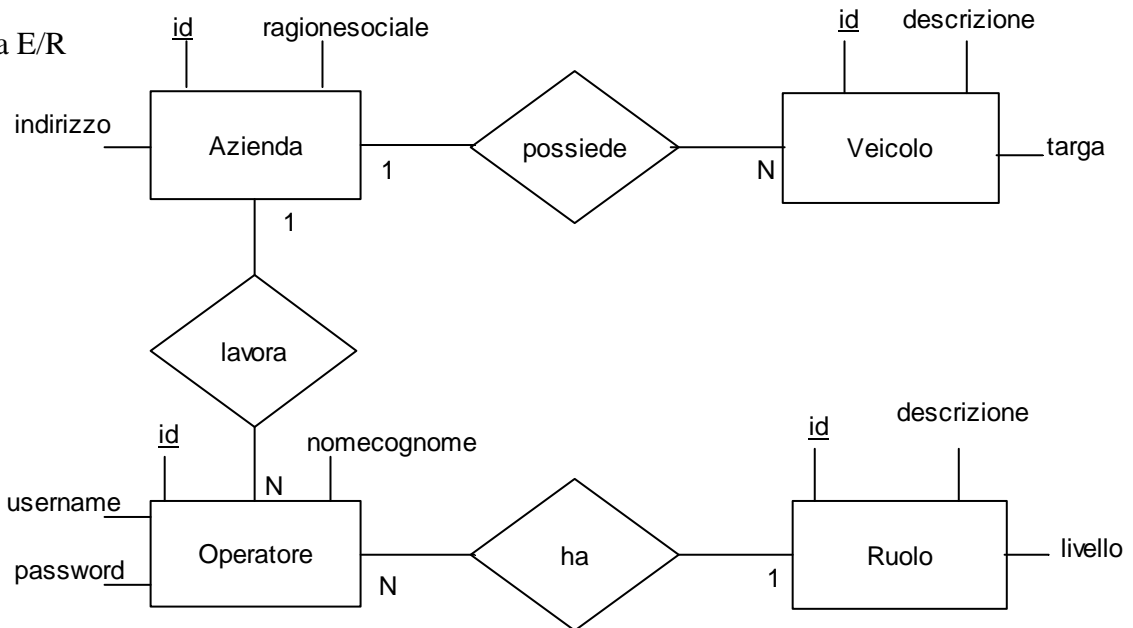 id ragionesociale id descrizione
a E/R
indirizzo Azienda possiede Veicolo targa
1 N
1
lavora
id nomecognome id descrizione
N
username
Operatore ha Ruolo livello
password N 1